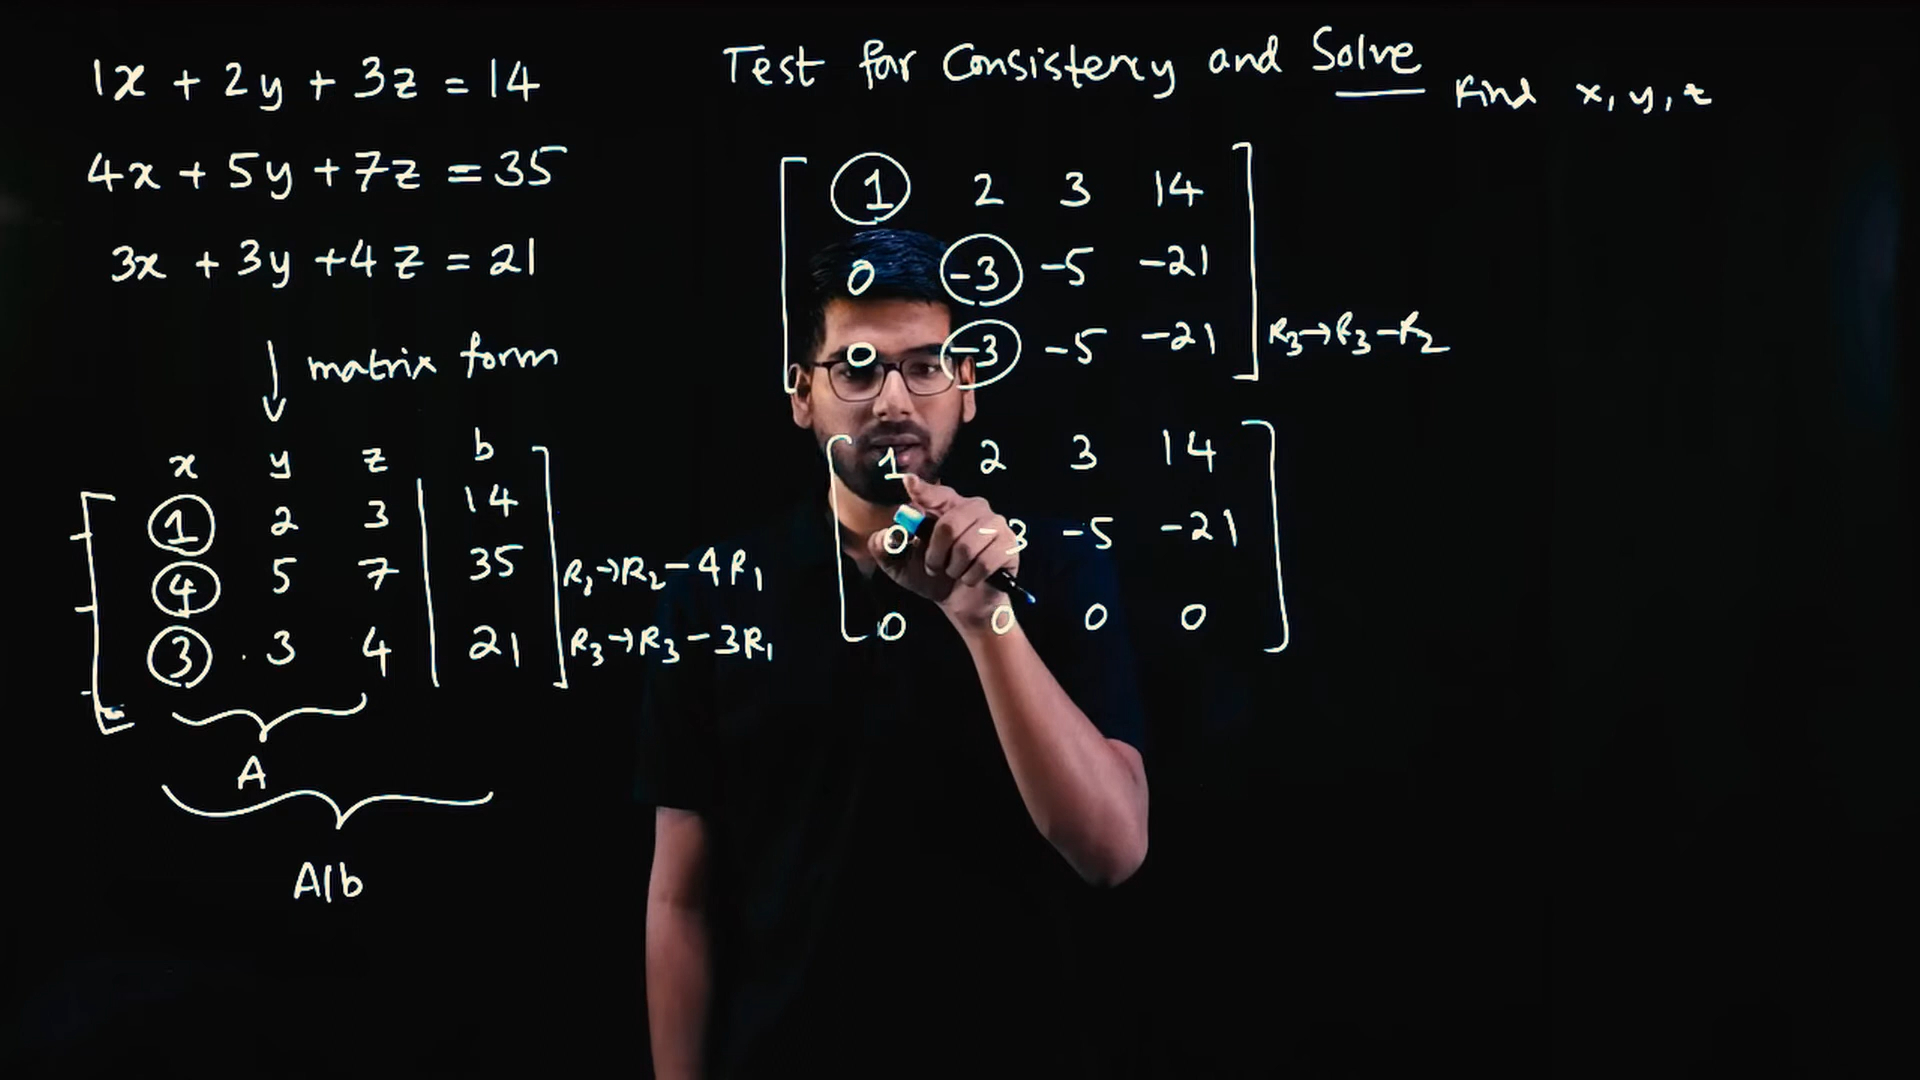 1x + 2y + 3z = 14
4x + 5y + 7z = 35
3x + 3y + 4z = 21
matrix form
x y z b
1 2 3 14
4 5 7 35 R2→R2-4R1
3 . 3 4 21 R3→R3-3R1
A
A|b
Test for Consistency and Solve
Find x, y, z
1 2 3 14
0 -3 -5 -21
0 -3 -5 -21 R3→R3-R2
1 2 3 14
0 -3 -5 -21
0 0 0 0